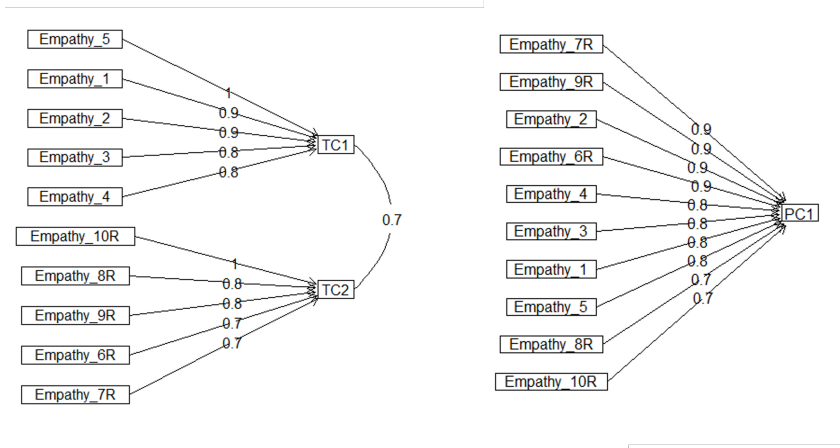 Empathy_5
Empathy_1
Empathy_2
Empathy_3
Empathy_4
Empathy_10R
Empathy_8R
Empathy_9R
Empathy_6R
Empathy_7R
1
0.9
0.9
0.8
0.8
TC1
1
0.8
0.8
0.7
0.7
TC2
0.7
Empathy_7R
Empathy_9R
Empathy_2
Empathy_6R
Empathy_4
Empathy_3
Empathy_1
Empathy_5
Empathy_8R
Empathy_10R
0.9
0.9
0.9
0.9
0.8
0.8
0.8
0.8
0.7
0.7
PC1